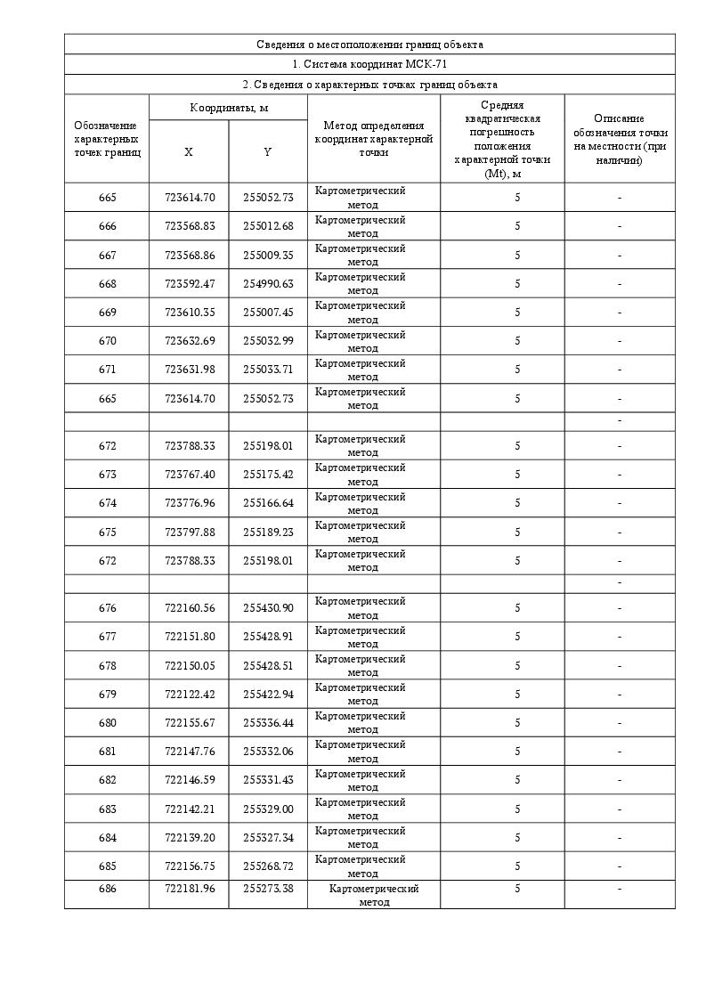 Сведения о местоположении границ объекта
1. Система координат МСК-71
2. Сведения о характерных точках границ объекта
Обозначение
характерных
точек границ
Координаты, м
X
Y
Метод определения
координат характерной
точки
Средняя
квадратическая
погрешность
положения
характерной точки
(Mt), м
Описание
обозначения точки
на местности (при
наличии)
665 723614.70 255052.73 Картометрический
метод 5 -
666 723568.83 255012.68 Картометрический
метод 5 -
667 723568.86 255009.35 Картометрический
метод 5 -
668 723592.47 254990.63 Картометрический
метод 5 -
669 723610.35 255007.45 Картометрический
метод 5 -
670 723632.69 255032.99 Картометрический
метод 5 -
671 723631.98 255033.71 Картометрический
метод 5 -
665 723614.70 255052.73 Картометрический
метод 5 -
-
672 723788.33 255198.01 Картометрический
метод 5 -
673 723767.40 255175.42 Картометрический
метод 5 -
674 723776.96 255166.64 Картометрический
метод 5 -
675 723797.88 255189.23 Картометрический
метод 5 -
672 723788.33 255198.01 Картометрический
метод 5 -
-
676 722160.56 255430.90 Картометрический
метод 5 -
677 722151.80 255428.91 Картометрический
метод 5 -
678 722150.05 255428.51 Картометрический
метод 5 -
679 722122.42 255422.94 Картометрический
метод 5 -
680 722155.67 255336.44 Картометрический
метод 5 -
681 722147.76 255332.06 Картометрический
метод 5 -
682 722146.59 255331.43 Картометрический
метод 5 -
683 722142.21 255329.00 Картометрический
метод 5 -
684 722139.20 255327.34 Картометрический
метод 5 -
685 722156.75 255268.72 Картометрический
метод 5 -
686 722181.96 255273.38 Картометрический
метод 5 -